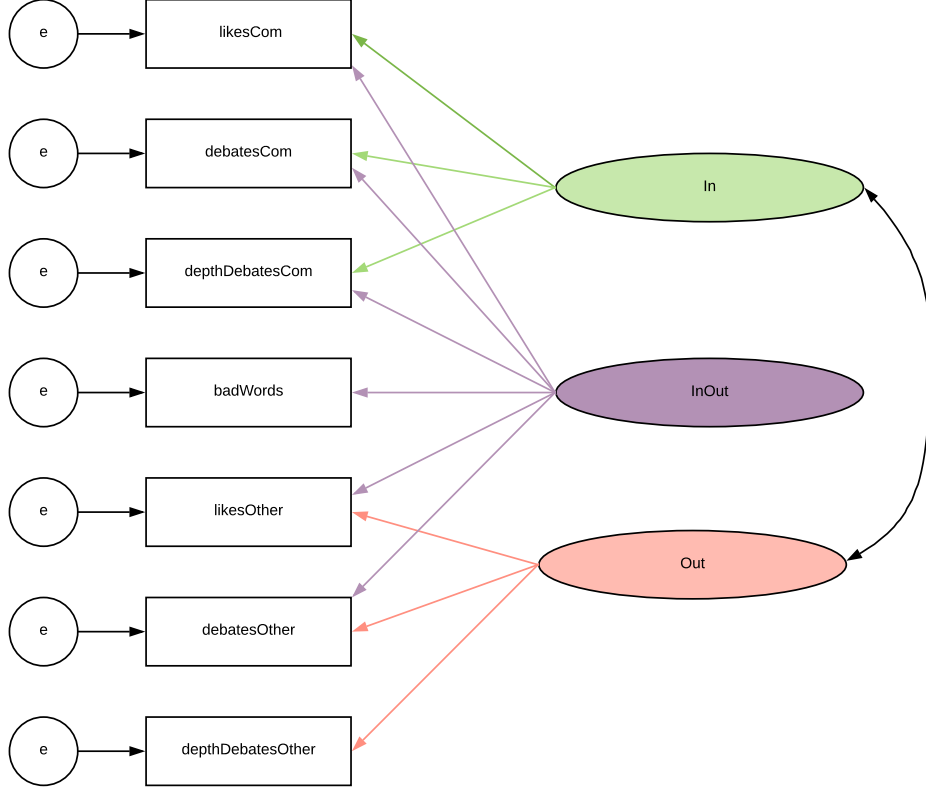 e
likesCom
e
debatesCom
In
e
depthDebatesCom
e
badWords
InOut
e
likesOther
Out
e
debatesOther
e
depthDebatesOther